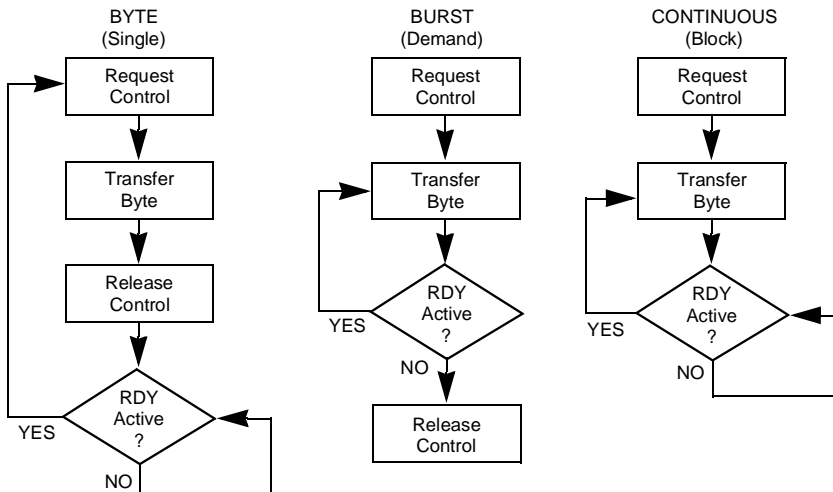 BYTE
(Single)
Request
Control
Transfer
Byte
Release
Control
RDY
Active
?
YES
NO
BURST
(Demand)
Request
Control
Transfer
Byte
RDY
Active
?
YES
NO
Release
Control
CONTINUOUS
(Block)
Request
Control
Transfer
Byte
RDY
Active
?
YES
NO